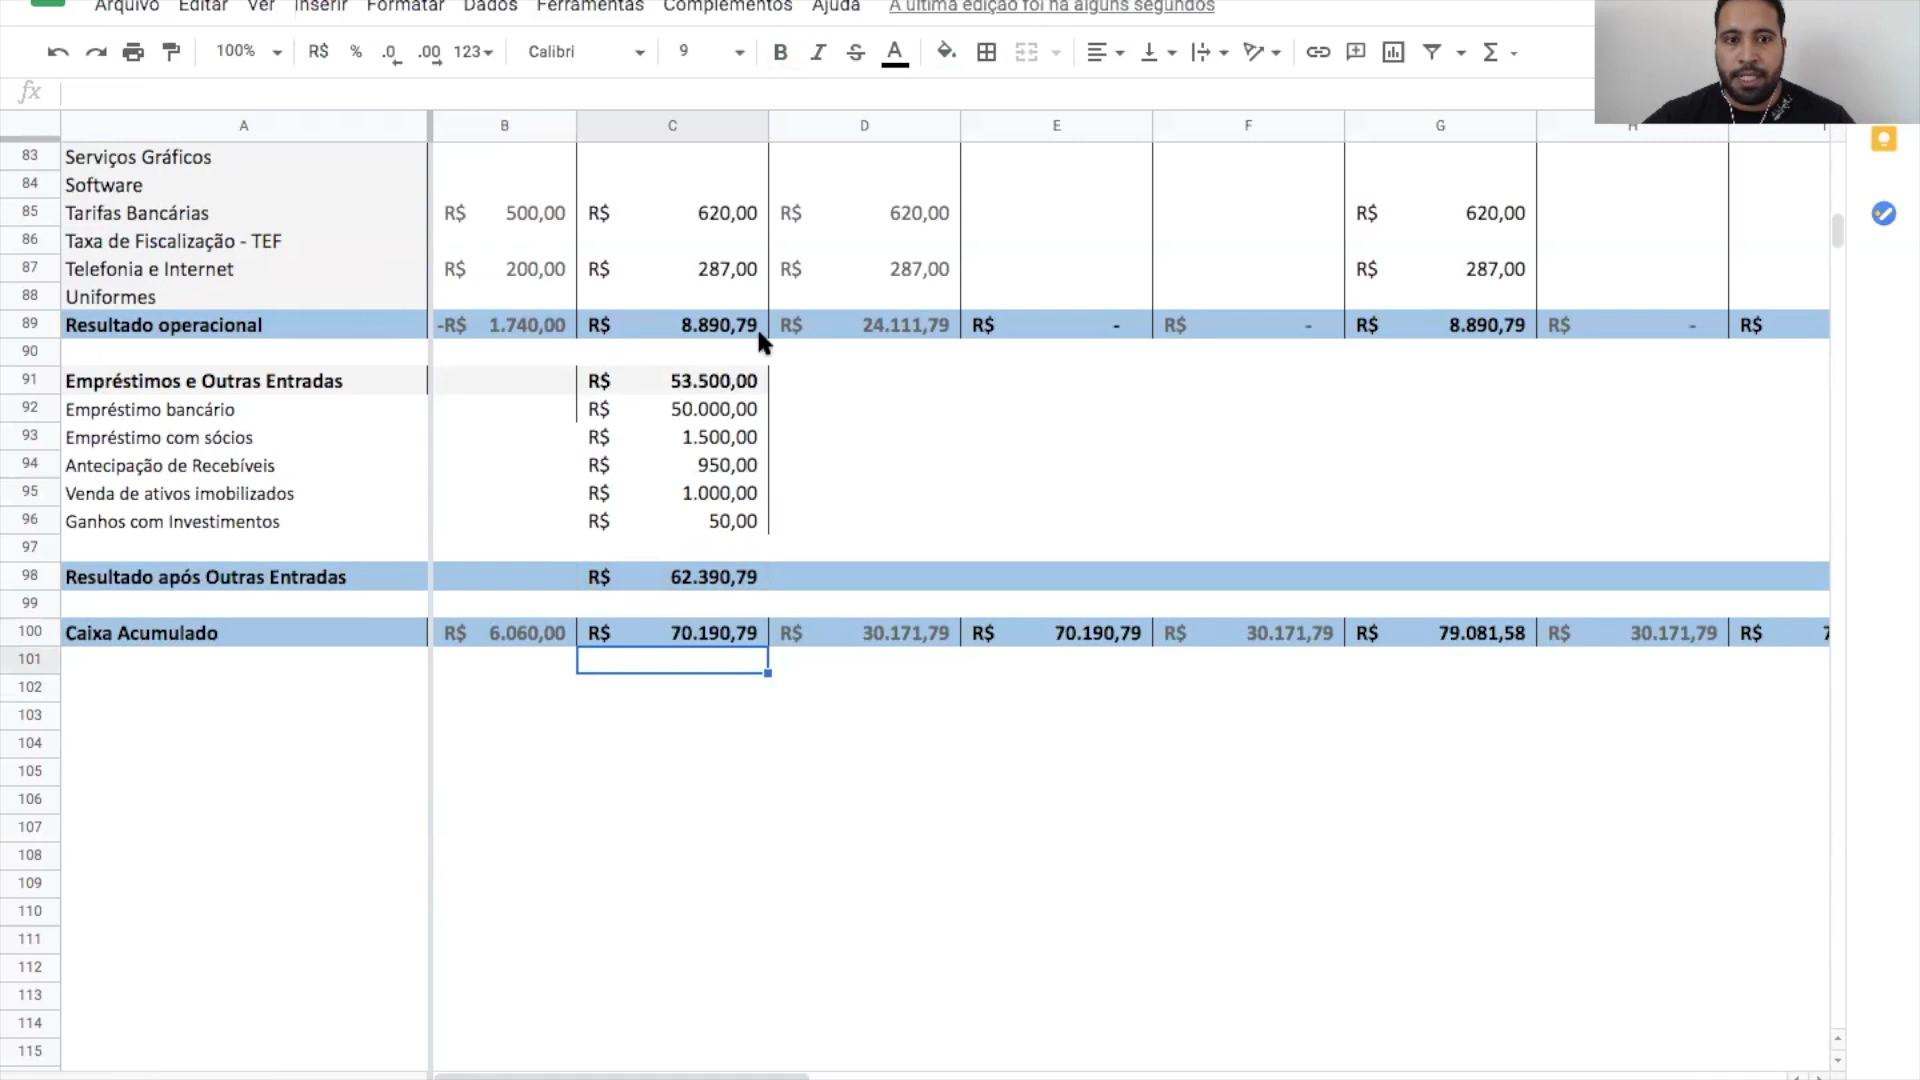 Arquivo Editar Ver Inserir Formatar Dados Ferramentas Complementos Ajuda A última edição foi há alguns segundos
100% R$ % .0 .00 123 Calibri 9 B I S A Σ
fx
A B C D E F G H
83 Serviços Gráficos
84 Software
85 Tarifas Bancárias R$ 500,00 R$ 620,00 R$ 620,00 R$ 620,00
86 Taxa de Fiscalização - TEF
87 Telefonia e Internet R$ 200,00 R$ 287,00 R$ 287,00 R$ 287,00
88 Uniformes
89 Resultado operacional -R$ 1.740,00 R$ 8.890,79 R$ 24.111,79 R$ - R$ - R$ 8.890,79 R$ - R$
90
91 Empréstimos e Outras Entradas R$ 53.500,00
92 Empréstimo bancário R$ 50.000,00
93 Empréstimo com sócios R$ 1.500,00
94 Antecipação de Recebíveis R$ 950,00
95 Venda de ativos imobilizados R$ 1.000,00
96 Ganhos com Investimentos R$ 50,00
97
98 Resultado após Outras Entradas R$ 62.390,79
99
100 Caixa Acumulado R$ 6.060,00 R$ 70.190,79 R$ 30.171,79 R$ 70.190,79 R$ 30.171,79 R$ 79.081,58 R$ 30.171,79 R$ 7
101
102
103
104
105
106
107
108
109
110
111
112
113
114
115